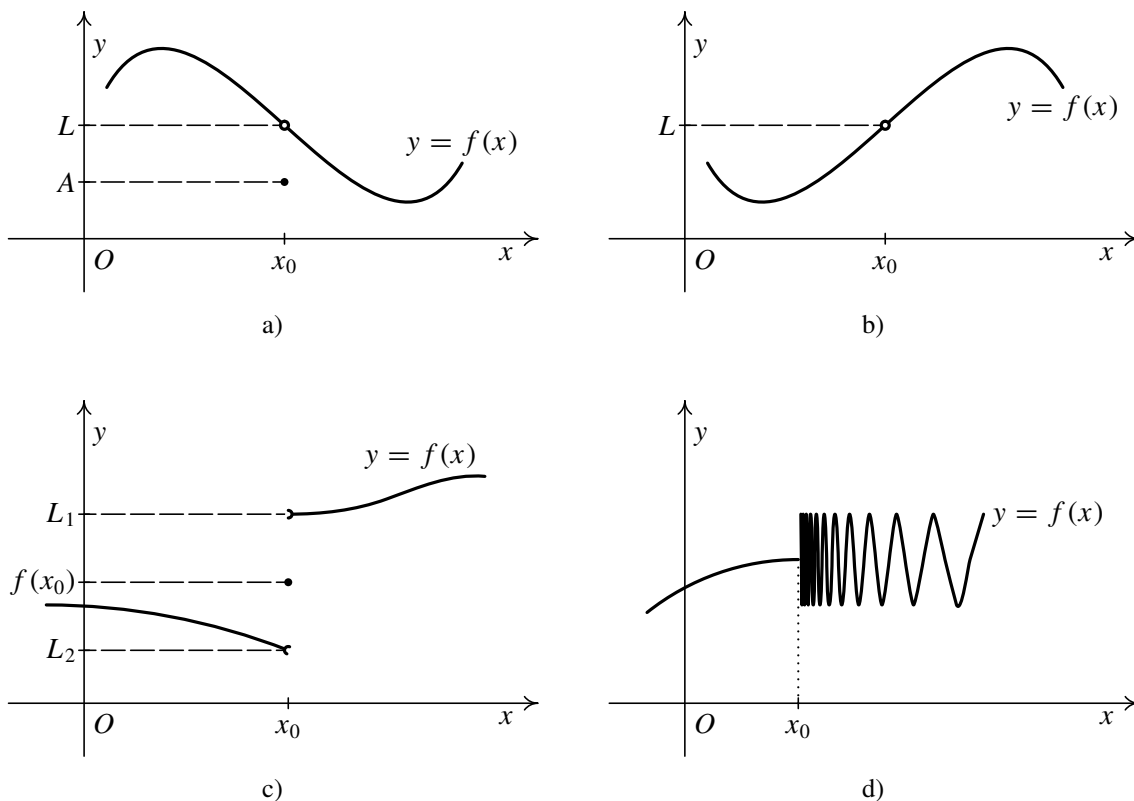 y
L
y = f(x)
A
O
x₀
x
a)
y
y = f(x)
L
O
x₀
x
b)
y
y = f(x)
L₁
f(x₀)
L₂
O
x₀
x
c)
y
y = f(x)
O
x₀
x
d)